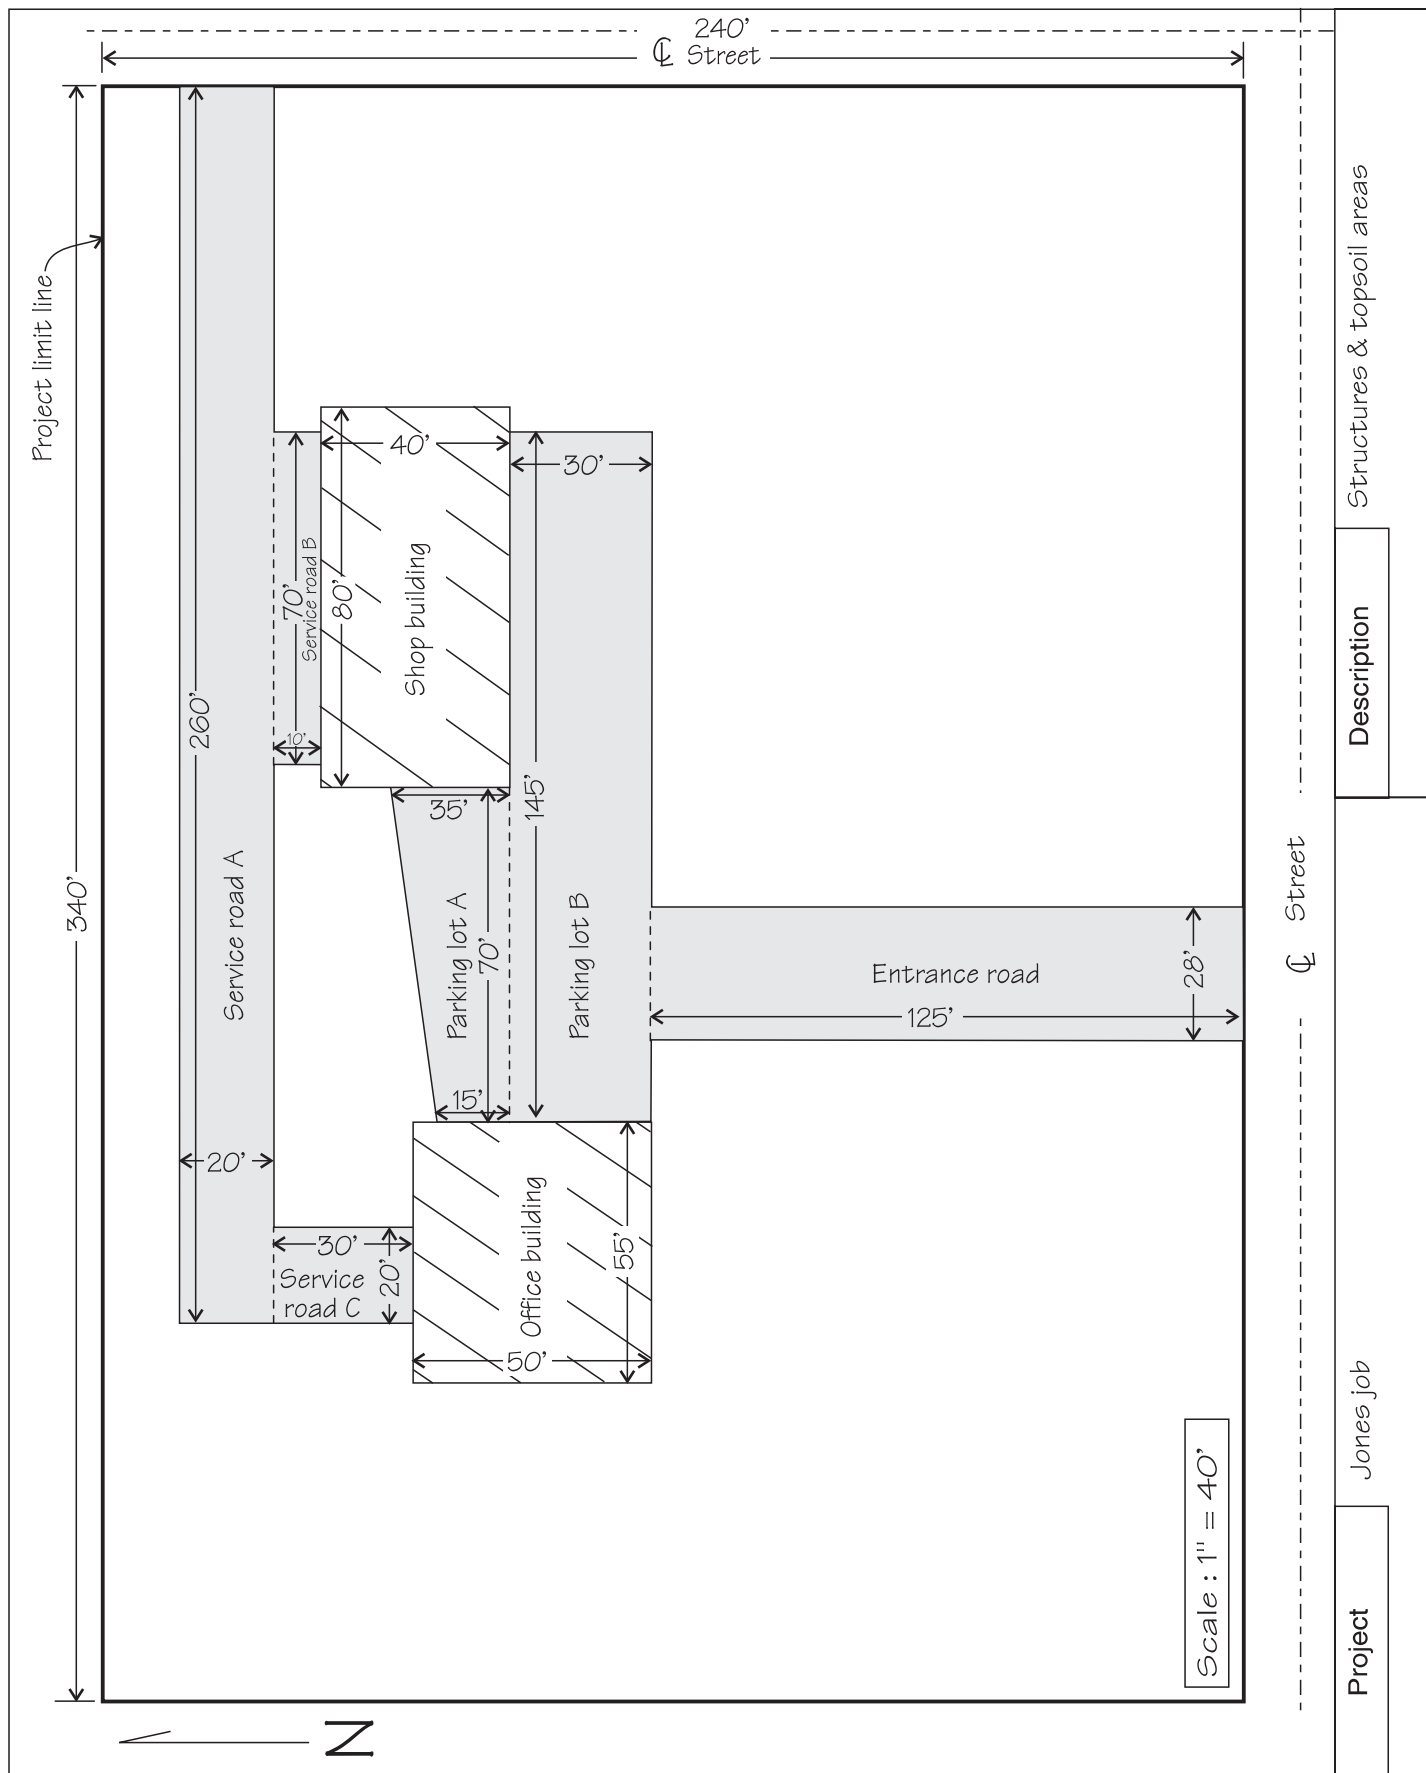 240’
℄ Street
Project limit line
340’
260’
Service road A
20’
70’
Service road B
10’
80’
40’
Shop building
30’
145’
35’
Parking lot A
70’
15’
Parking lot B
Entrance road
125’
28’
℄ Street
30’
20’
Service
road C
Office building
55’
50’
Scale : 1" = 40’
N
Project
Jones job
Description
Structures & topsoil areas